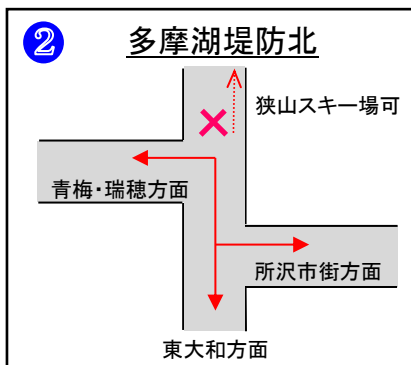 ❷ 多摩湖堤防北
狭山スキー場可
青梅・瑞穂方面
所沢市街方面
東大和方面